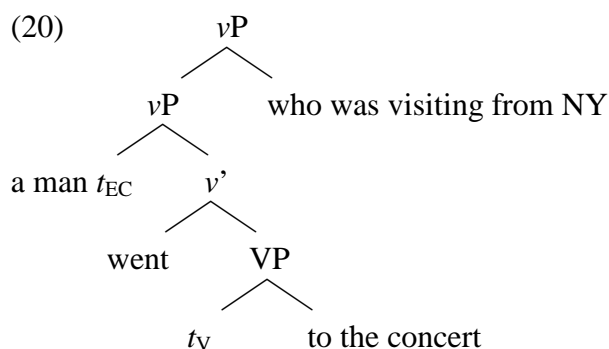 (20) vP
vP who was visiting from NY
a man tEC v’
went VP
tV to the concert